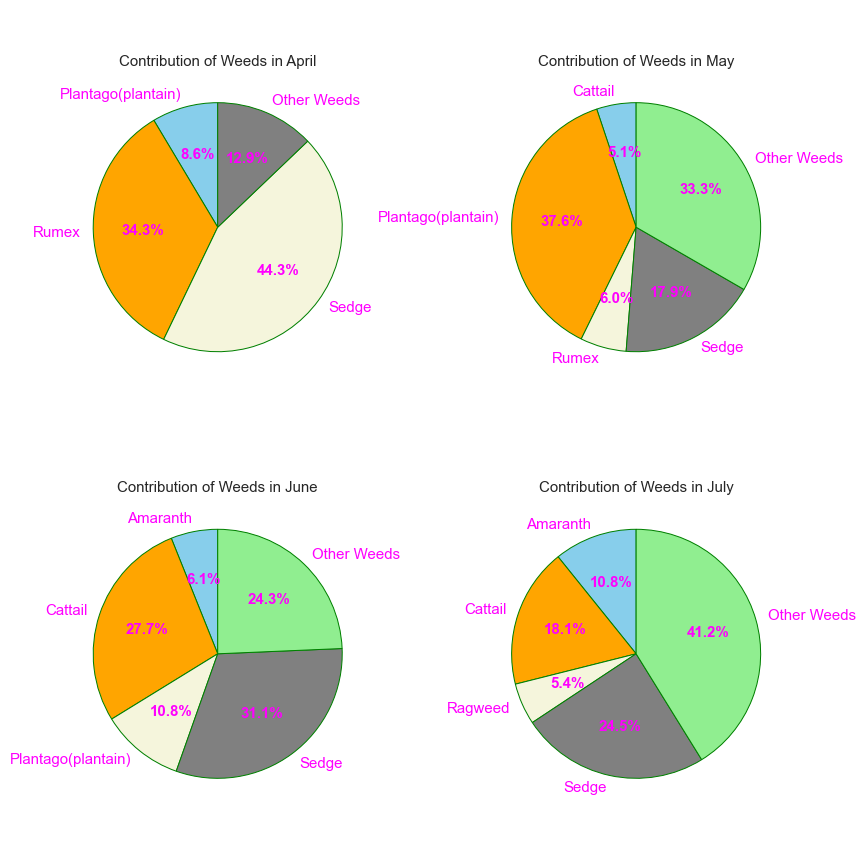 Contribution of Weeds in April
Plantago(plantain)
Other Weeds
8.6%
12.9%
Rumex
34.3%
44.3%
Sedge
Contribution of Weeds in May
Cattail
5.1%
Other Weeds
33.3%
Plantago(plantain)
37.6%
6.0%
17.9%
Rumex
Sedge
Contribution of Weeds in June
Amaranth
Other Weeds
6.1%
24.3%
Cattail
27.7%
10.8%
31.1%
Plantago(plantain)
Sedge
Contribution of Weeds in July
Amaranth
10.8%
Cattail
18.1%
Other Weeds
41.2%
5.4%
Ragweed
24.5%
Sedge